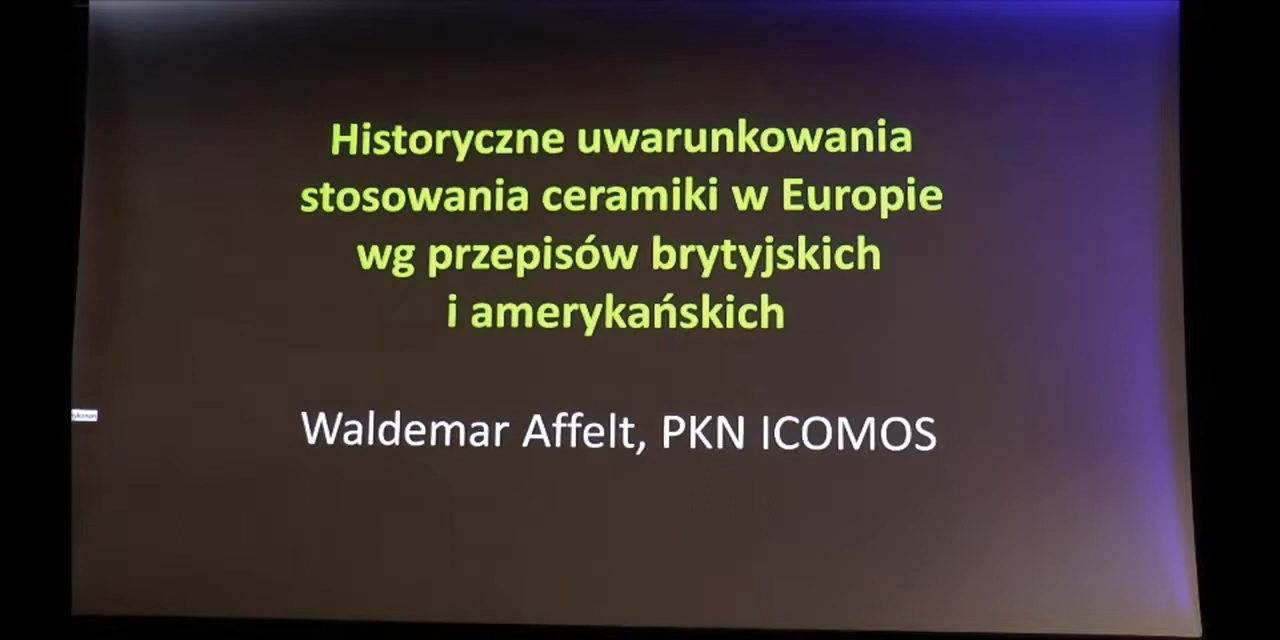 Historyczne uwarunkowania
stosowania ceramiki w Europie
wg przepisów brytyjskich
i amerykańskich
Waldemar Affelt, PKN ICOMOS